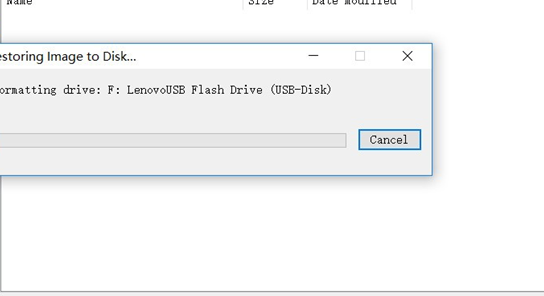 Name Size Date modified
estoring Image to Disk...
ormatting drive: F: LenovoUSB Flash Drive (USB-Disk)
Cancel